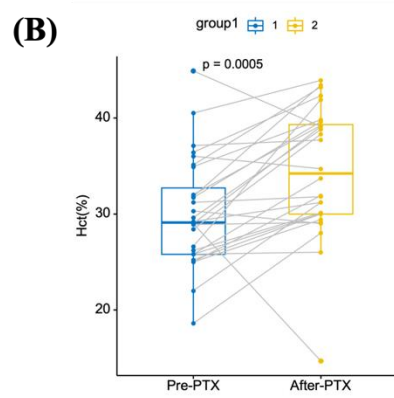 (B)
group1 1 2
p = 0.0005
40
30
20
Hct(%)
Pre-PTX After-PTX